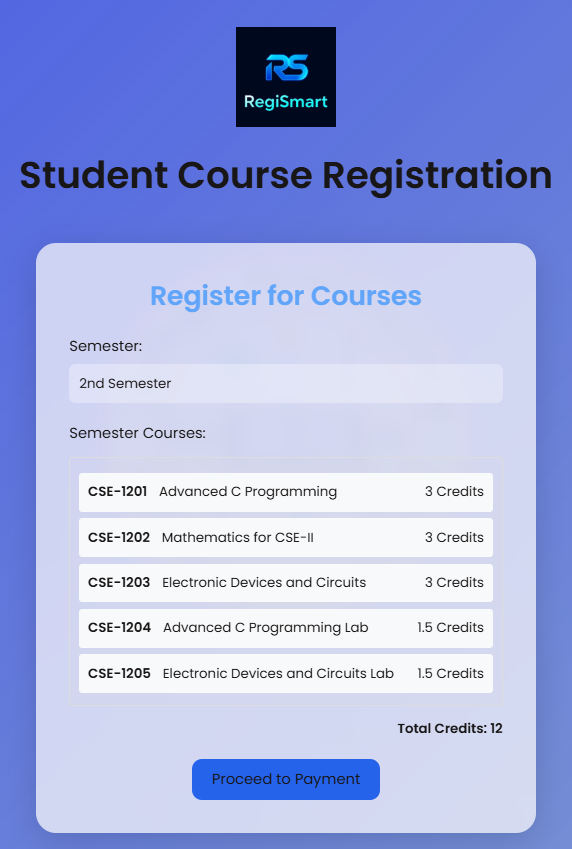 RS
RegiSmart
Student Course Registration
Register for Courses
Semester:
2nd Semester
Semester Courses:
CSE-1201 Advanced C Programming 3 Credits
CSE-1202 Mathematics for CSE-II 3 Credits
CSE-1203 Electronic Devices and Circuits 3 Credits
CSE-1204 Advanced C Programming Lab 1.5 Credits
CSE-1205 Electronic Devices and Circuits Lab 1.5 Credits
Total Credits: 12
Proceed to Payment